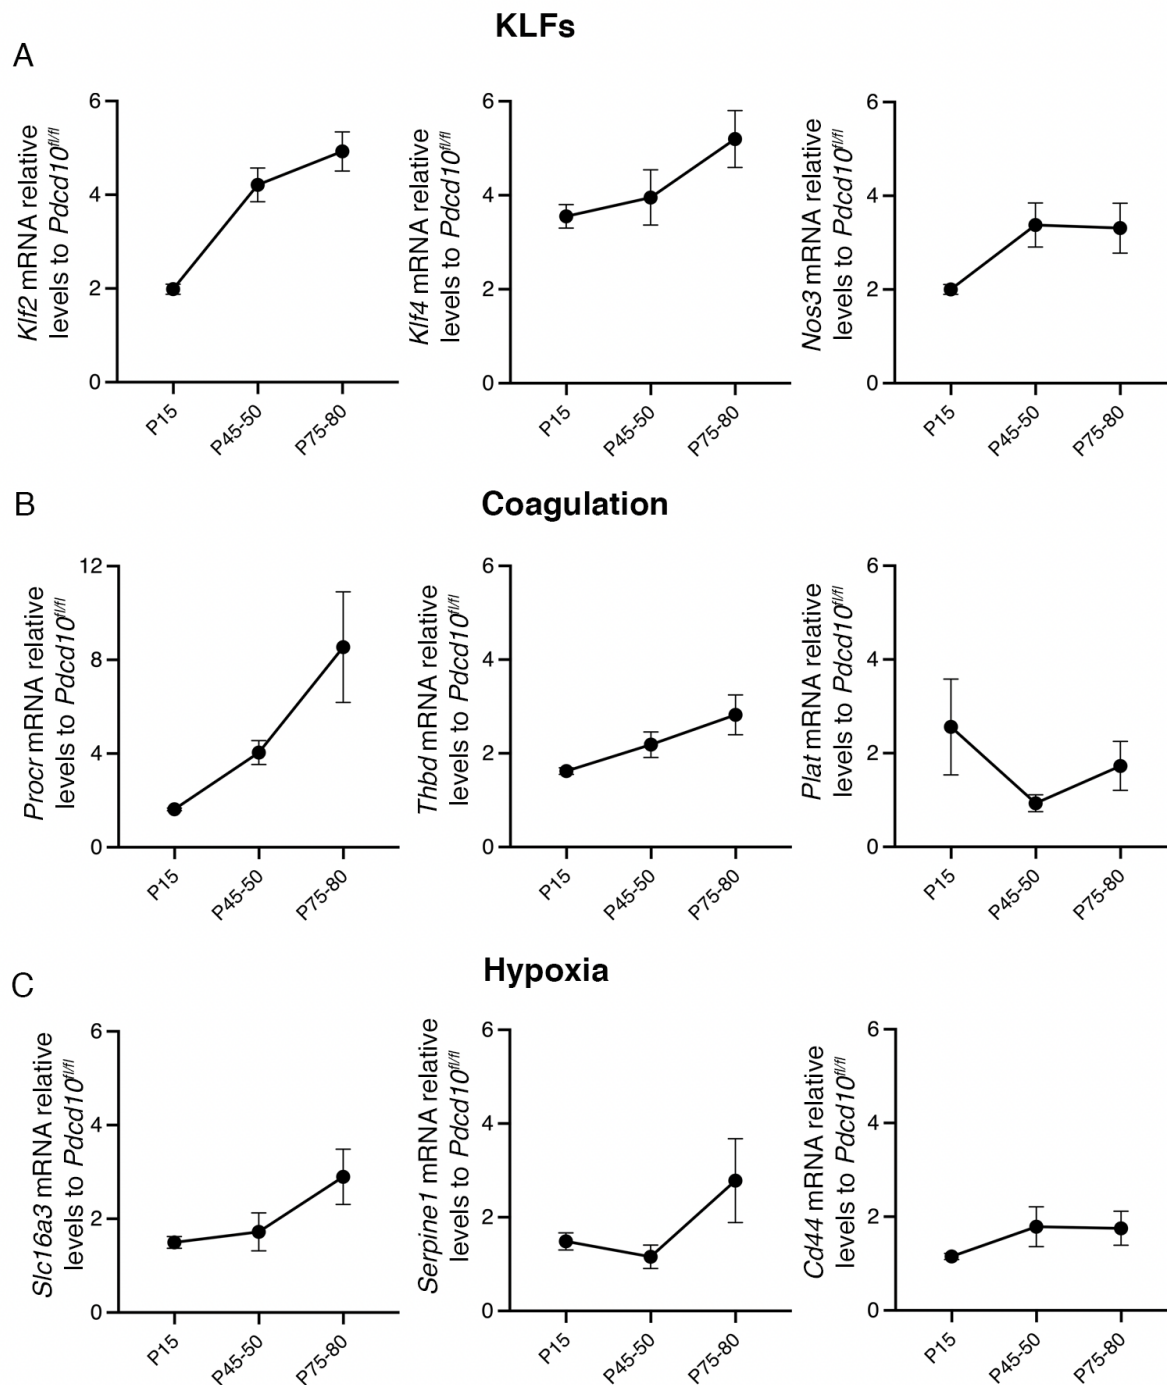 KLFs
A
Klf2 mRNA relative
levels to Pdcd10fl/fl
6
4
2
0
P15
P45-50
P75-80
Klf4 mRNA relative
levels to Pdcd10fl/fl
6
4
2
0
P15
P45-50
P75-80
Nos3 mRNA relative
levels to Pdcd10fl/fl
6
4
2
0
P15
P45-50
P75-80
B
Coagulation
Procr mRNA relative
levels to Pdcd10fl/fl
12
8
4
0
P15
P45-50
P75-80
Thbd mRNA relative
levels to Pdcd10fl/fl
6
4
2
0
P15
P45-50
P75-80
Plat mRNA relative
levels to Pdcd10fl/fl
6
4
2
0
P15
P45-50
P75-80
C
Hypoxia
Slc16a3 mRNA relative
levels to Pdcd10fl/fl
6
4
2
0
P15
P45-50
P75-80
Serpine1 mRNA relative
levels to Pdcd10fl/fl
6
4
2
0
P15
P45-50
P75-80
Cd44 mRNA relative
levels to Pdcd10fl/fl
6
4
2
0
P15
P45-50
P75-80